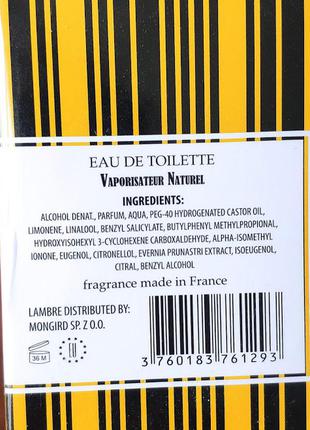 EAU DE TOILETTE
VAPORISATEUR NATUREL
INGREDIENTS:
ALCOHOL DENAT., PARFUM, AQUA, PEG-40 HYDROGENATED CASTOR OIL,
LIMONENE, LINALOOL, BENZYL SALICYLATE, BUTYLPHENYL METHYLPROPIONAL,
HYDROXYISOHEXYL 3-CYCLOHEXENE CARBOXALDEHYDE, ALPHA-ISOMETHYL
IONONE, EUGENOL, CITRONELLOL, EVERNIA PRUNASTRI EXTRACT, ISOEUGENOL,
CITRAL, BENZYL ALCOHOL
fragrance made in France
LAMBRE DISTRIBUTED BY:
MONGIRD SP. Z O.O.
36 M
EU
3 760183 761293